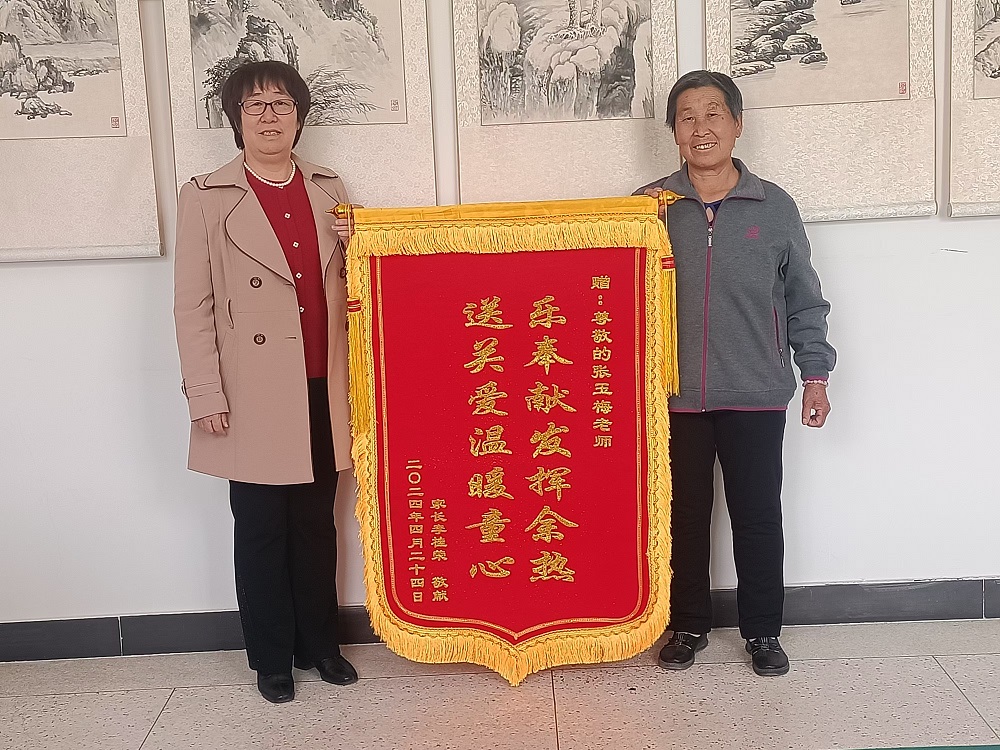 赠：尊敬的张玉梅老师
乐奉献发挥余热
送关爱温暖童心
家长李桂荣 敬献
二〇二四年四月二十四日